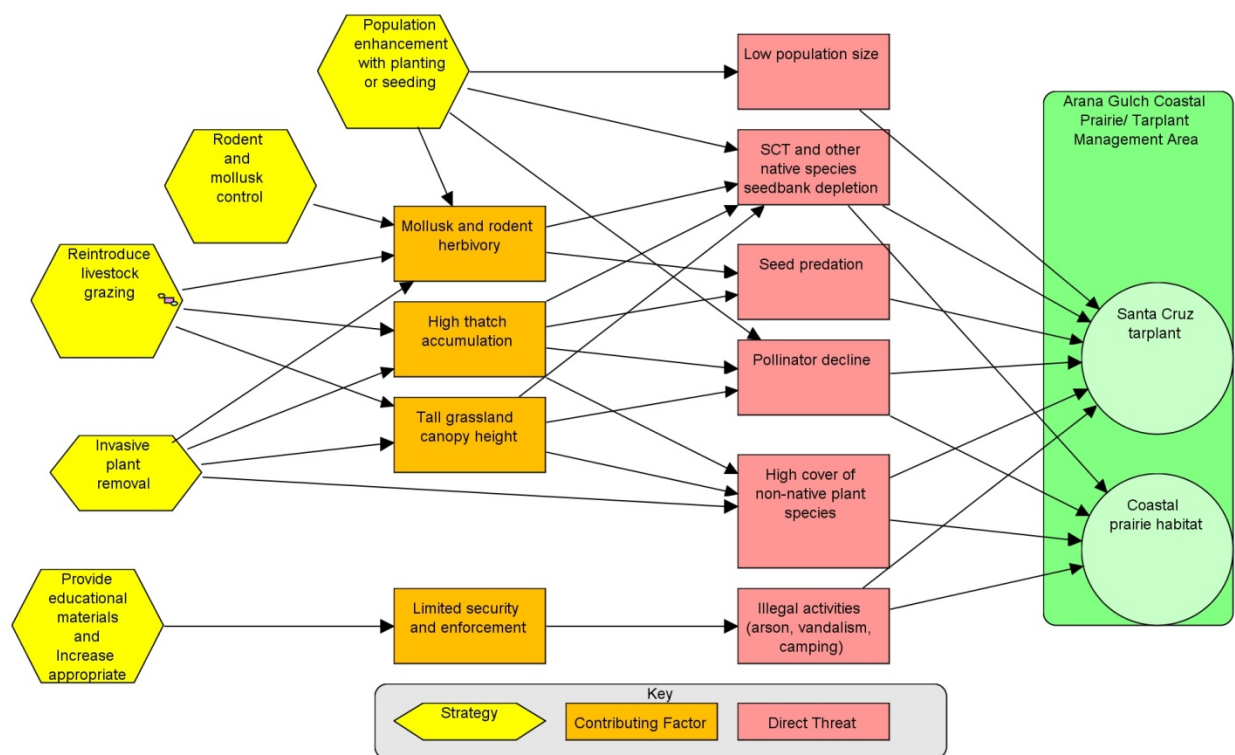 Population
enhancement
with planting
or seeding
Low population size
Arana Gulch Coastal
Prairie/ Tarplant
Management Area
Rodent
and
mollusk
control
SCT and other
native species
seedbank depletion
Mollusk and rodent
herbivory
Reintroduce
livestock
grazing
Seed predation
High thatch
accumulation
Santa Cruz
tarplant
Pollinator decline
Tall grassland
canopy height
Invasive
plant
removal
High cover of
non-native plant
species
Coastal
prairie habitat
Provide
educational
materials
and
Increase
appropriate
Limited security
and enforcement
Illegal activities
(arson, vandalism,
camping)
Key
Strategy
Contributing Factor
Direct Threat